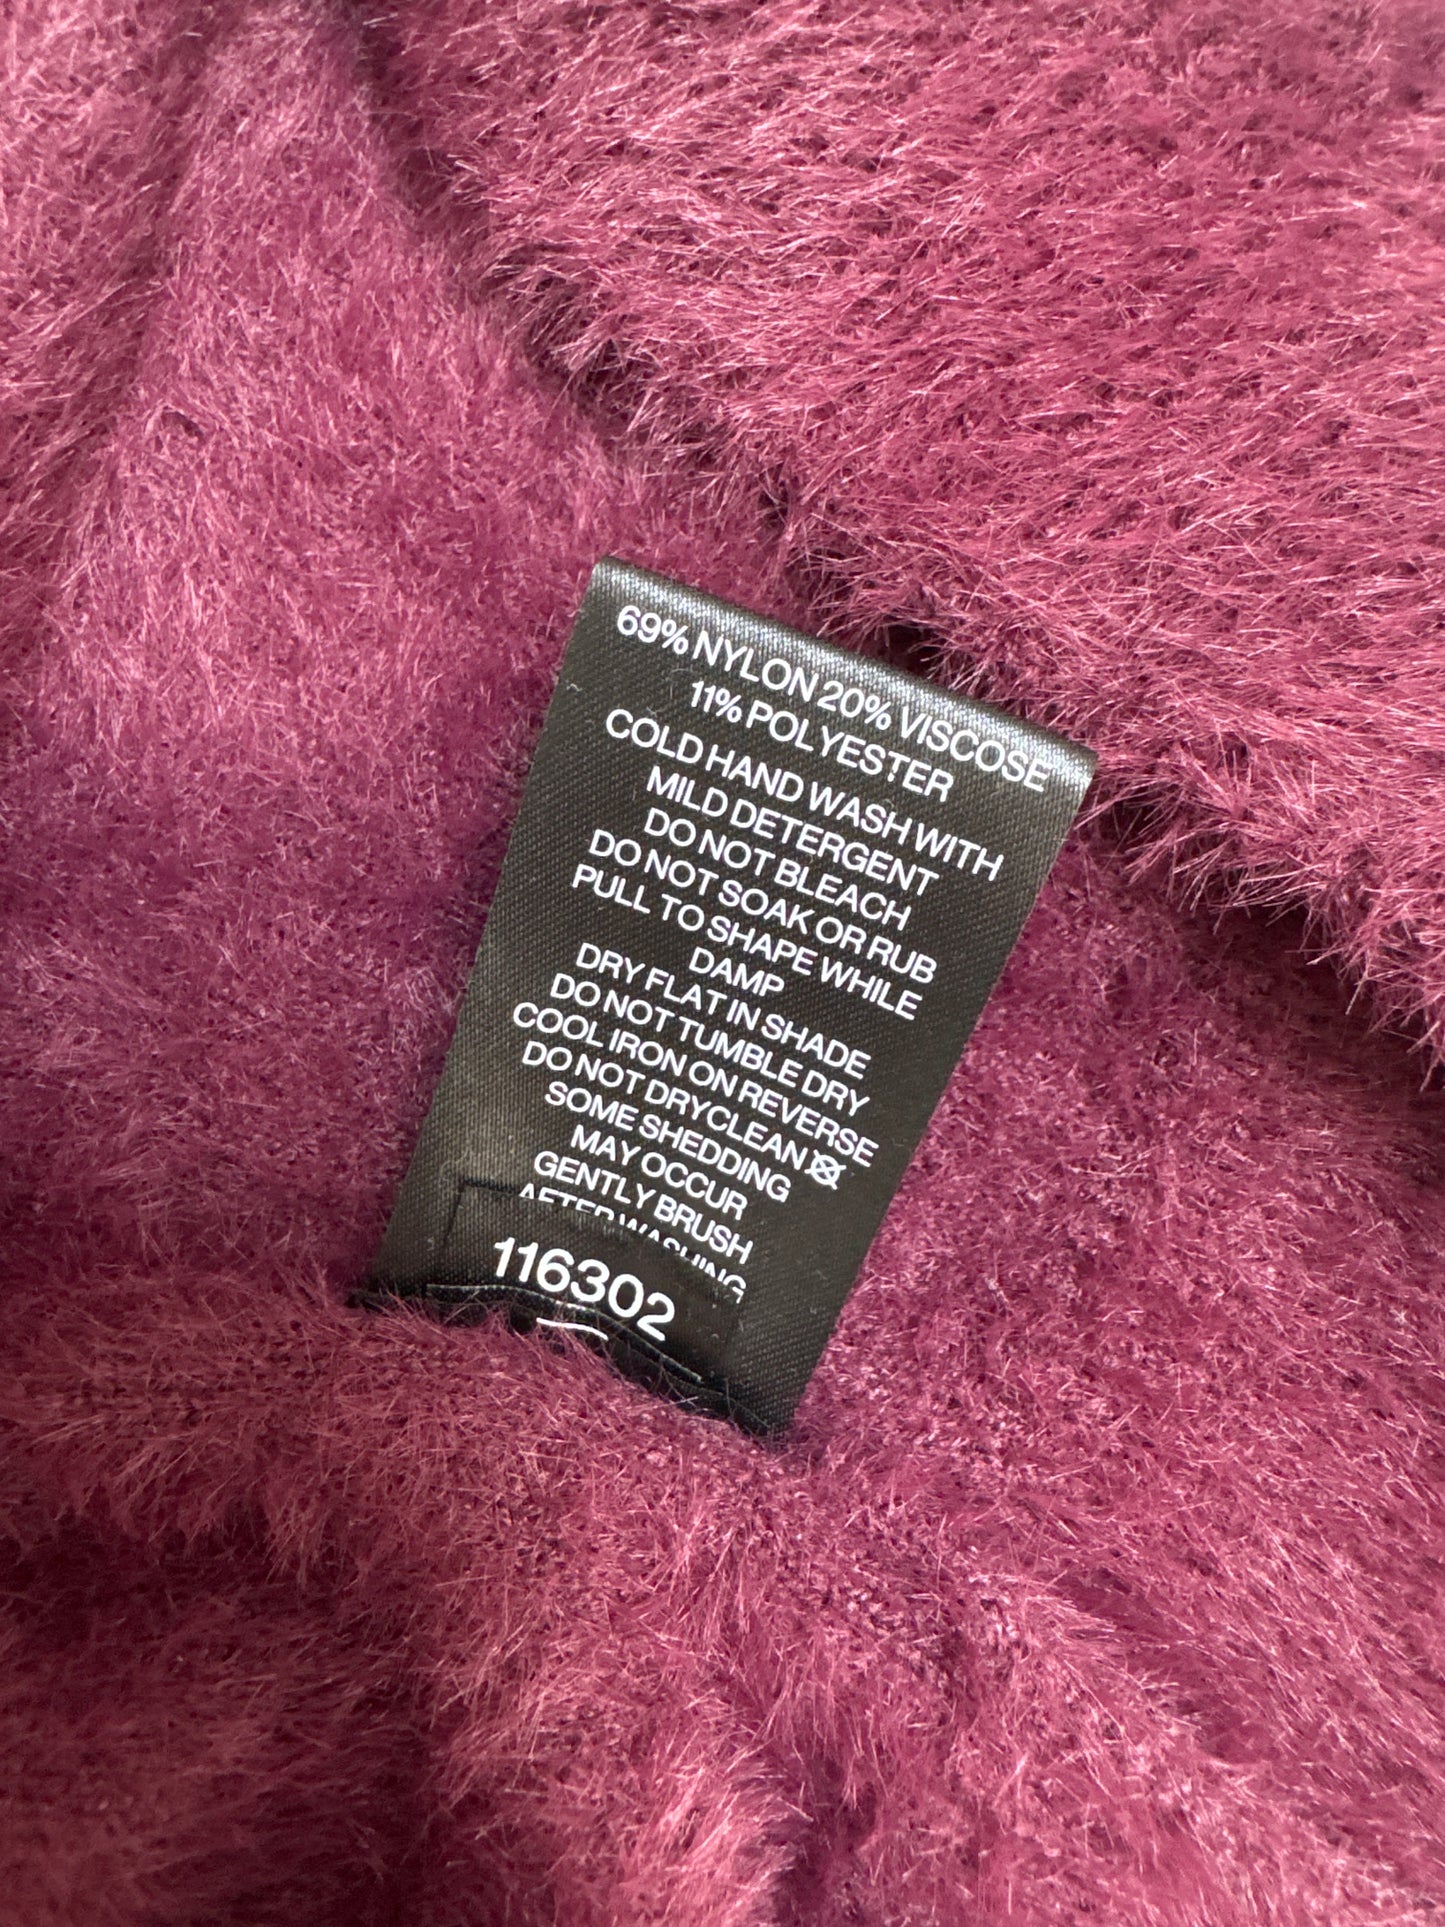 69% NYLON 20% VISCOSE
11% POLYESTER
COLD HAND WASH WITH
MILD DETERGENT
DO NOT BLEACH
DO NOT SOAK OR RUB
PULL TO SHAPE WHILE
DAMP
DRY FLAT IN SHADE
DO NOT TUMBLE DRY
COOL IRON ON REVERSE
DO NOT DRYCLEAN
SOME SHEDDING
MAY OCCUR
GENTLY BRUSH
AFTER WASHING
116302